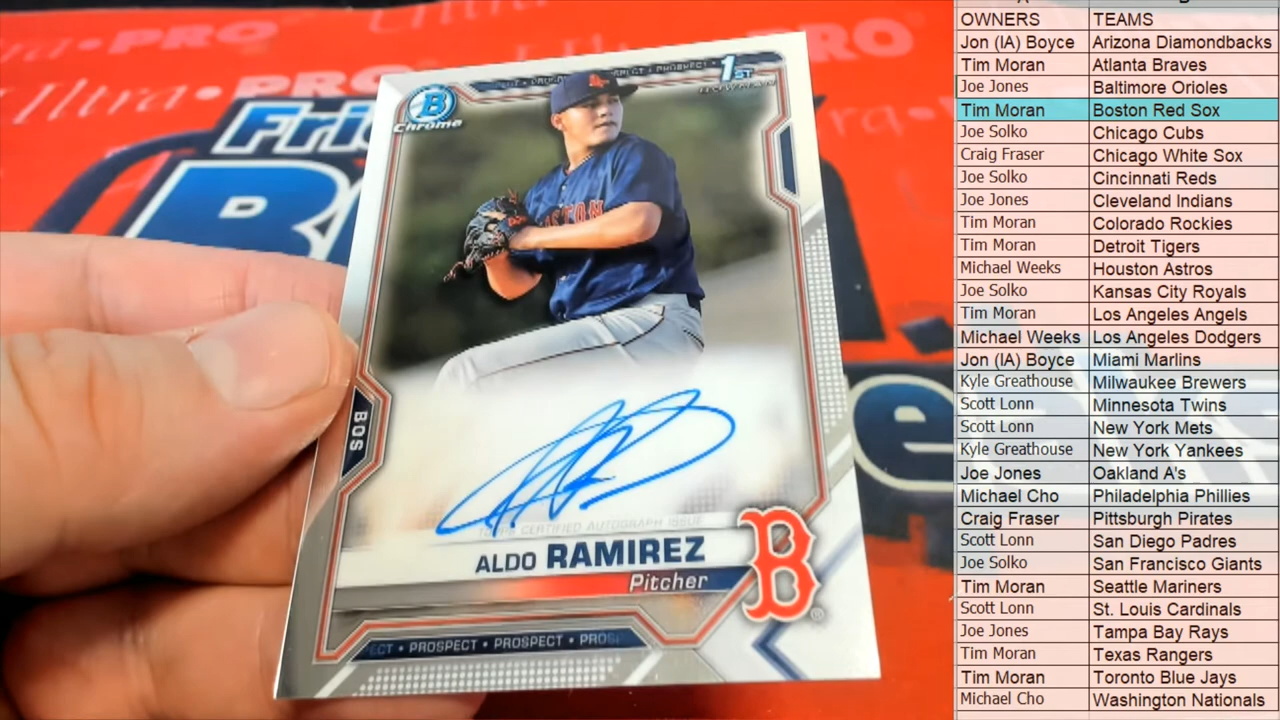 Ultra•PRO
PRO
Fri
B
Chrome
1ST
BOWMAN
PROSPECT
BOSTON
BOS
TOPPS CERTIFIED AUTOGRAPH ISSUE
ALDO RAMIREZ
Pitcher
B
ECT • PROSPECT • PROSPECT • PROS
OWNERS TEAMS
Jon (IA) Boyce Arizona Diamondbacks
Tim Moran Atlanta Braves
Joe Jones Baltimore Orioles
Tim Moran Boston Red Sox
Joe Solko Chicago Cubs
Craig Fraser Chicago White Sox
Joe Solko Cincinnati Reds
Joe Jones Cleveland Indians
Tim Moran Colorado Rockies
Tim Moran Detroit Tigers
Michael Weeks Houston Astros
Joe Solko Kansas City Royals
Tim Moran Los Angeles Angels
Michael Weeks Los Angeles Dodgers
Jon (IA) Boyce Miami Marlins
Kyle Greathouse Milwaukee Brewers
Scott Lonn Minnesota Twins
Scott Lonn New York Mets
Kyle Greathouse New York Yankees
Joe Jones Oakland A's
Michael Cho Philadelphia Phillies
Craig Fraser Pittsburgh Pirates
Scott Lonn San Diego Padres
Joe Solko San Francisco Giants
Tim Moran Seattle Mariners
Scott Lonn St. Louis Cardinals
Joe Jones Tampa Bay Rays
Tim Moran Texas Rangers
Tim Moran Toronto Blue Jays
Michael Cho Washington Nationals